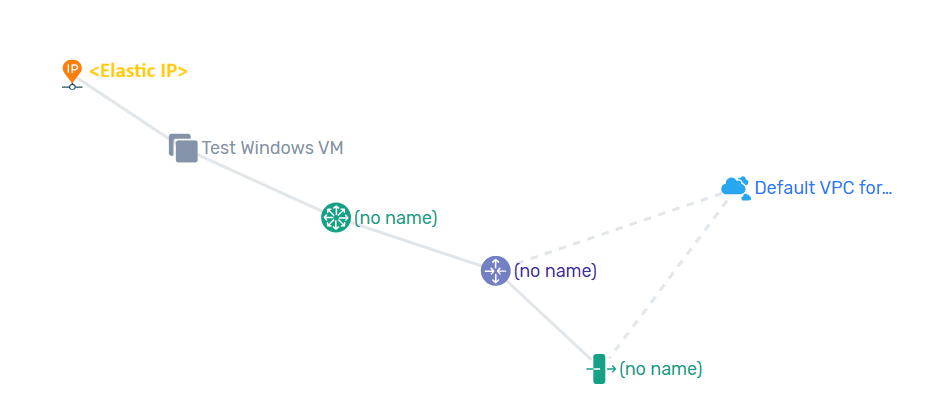 IP <Elastic IP>
Test Windows VM
Default VPC for...
(no name)
(no name)
(no name)